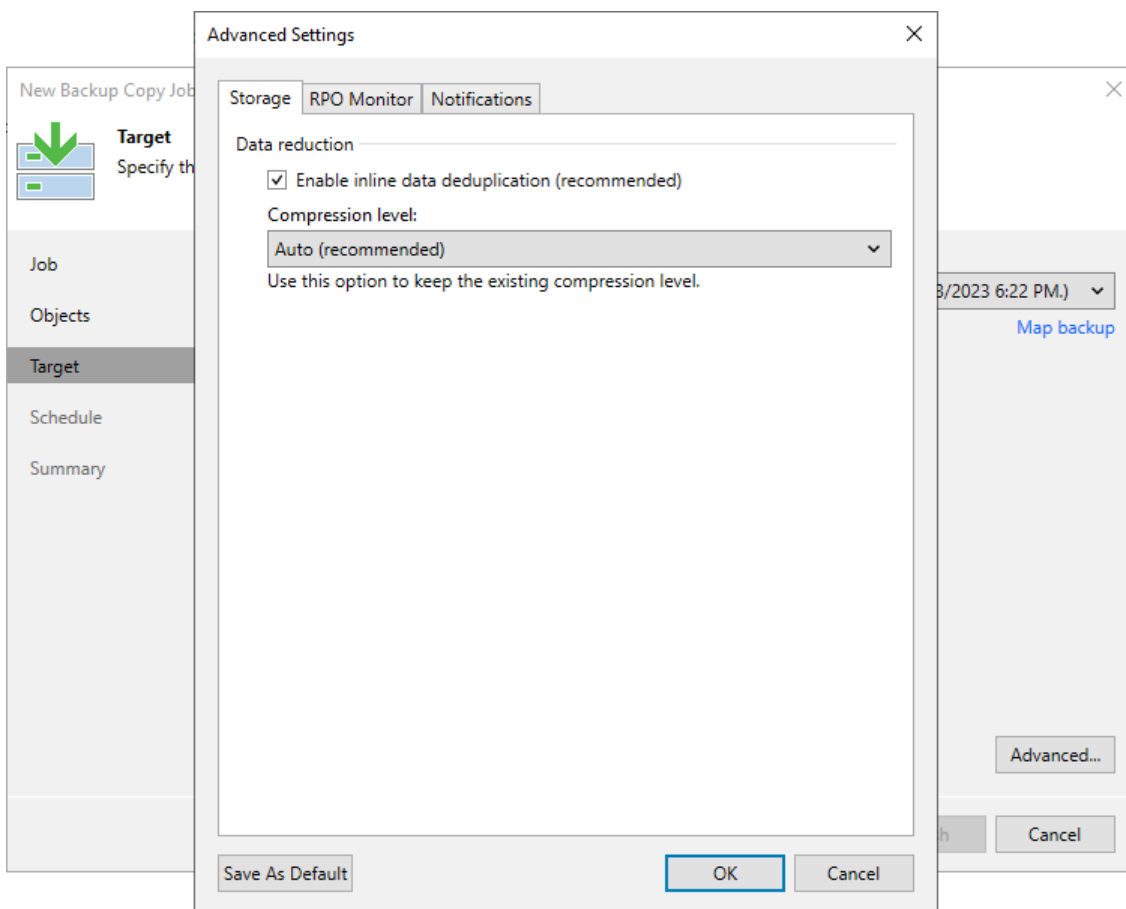 Advanced Settings
New Backup Copy Job
Target
Specify
Storage
RPO Monitor
Notifications
Data reduction
Enable inline data deduplication (recommended)
Compression level:
Auto (recommended)
Use this option to keep the existing compression level.
Job
Objects
Target
Schedule
Summary
/2023 6:22 PM.)
Map backup
Advanced...
Cancel
Save As Default
OK
Cancel